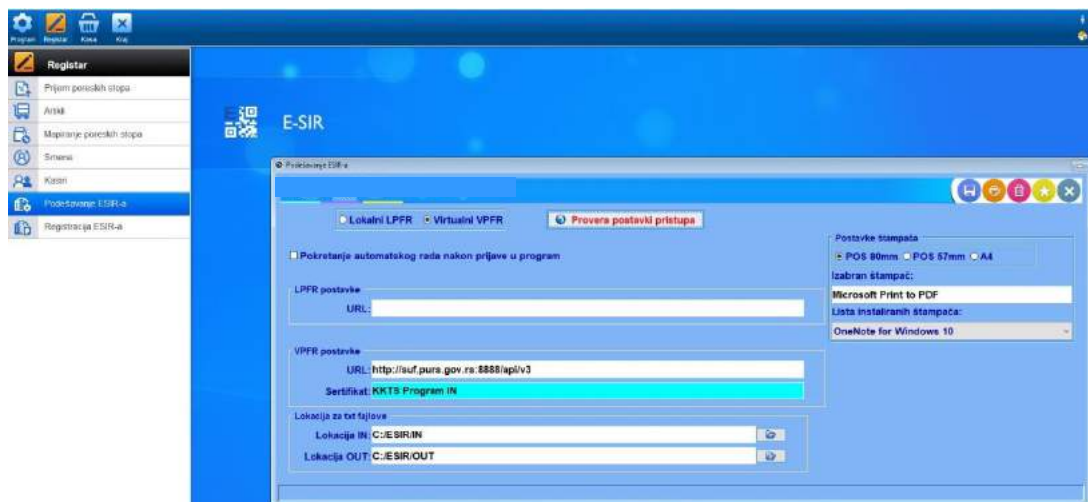 Program Registar Kasa Kraj
Registar
Prijem poreskih stopa
Artikli
Mapiranje poreskih stopa
Smena
Kasiri
Podešavanje ESIR-a
Registracija ESIR-a
E-SIR
Podešavanje ESIR-a
Lokalni LPFR Virtualni VPFR Provera postavki pristupa
Pokretanje automatskog rada nakon prijave u program
LPFR postavke
URL:
VPFR postavke
URL: http://suf.purs.gov.rs:8888/api/v3
Sertifikat: KKTS Program IN
Lokacija za txt fajlove
Lokacija IN: C:/ESIR/IN
Lokacija OUT: C:/ESIR/OUT
Postavke štampača
POS 80mm POS 57mm A4
Izabran štampač:
Microsoft Print to PDF
Lista instaliranih štampača:
OneNote for Windows 10